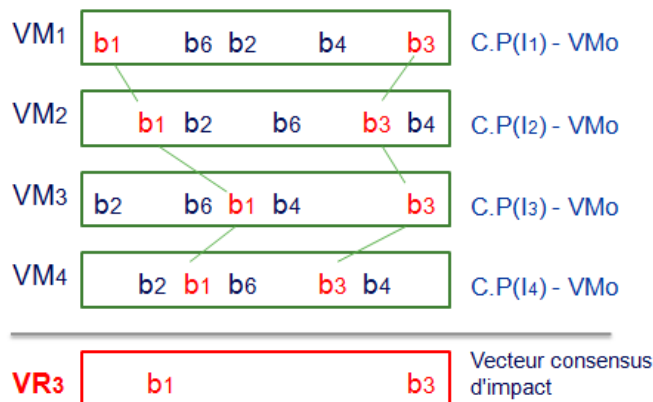 VM1 b1 b6 b2 b4 b3 C.P(I1) - VMo
VM2 b1 b2 b6 b3 b4 C.P(I2) - VMo
VM3 b2 b6 b1 b4 b3 C.P(I3) - VMo
VM4 b2 b1 b6 b3 b4 C.P(I4) - VMo
VR3 b1 b3 Vecteur consensus
d'impact